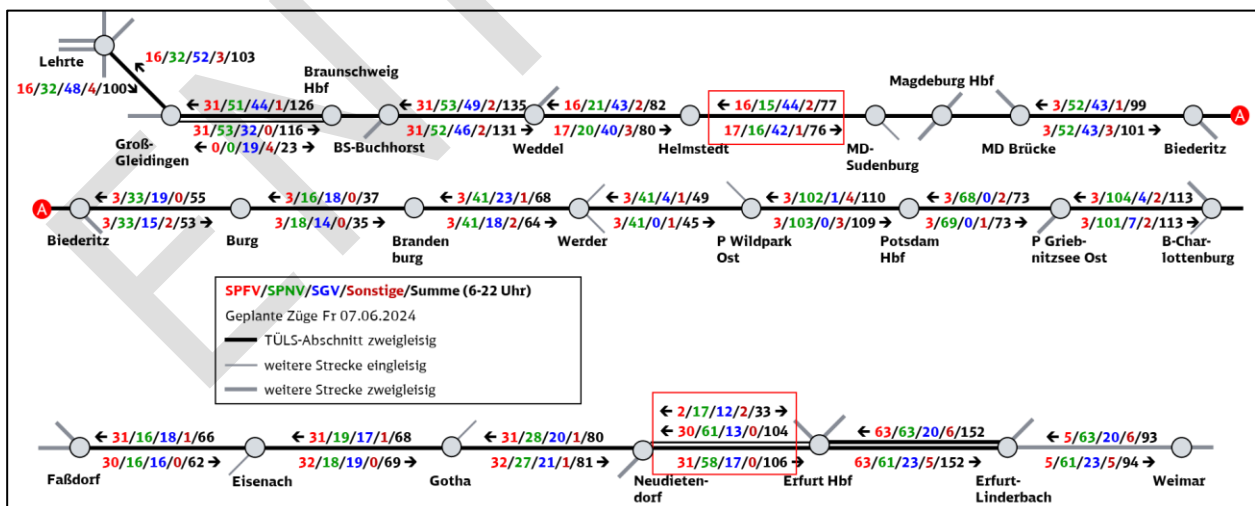 Lehrte
16/32/52/3/103
16/32/48/4/100
Braunschweig
Hbf
Magdeburg Hbf
← 31/51/44/1/126
← 31/53/49/2/135
← 16/21/43/2/82
← 16/15/44/2/77
← 3/52/43/1/99
A
31/53/32/0/116 →
31/52/46/2/131 →
17/20/40/3/80 →
17/16/42/1/76 →
3/52/43/3/101 →
← 0/0/19/4/23 →
Groß-
Gleidingen
BS-Buchhorst
Weddel
Helmstedt
MD-
Sudenburg
MD Brücke
Biederitz
← 3/33/19/0/55
← 3/16/18/0/37
← 3/41/23/1/68
← 3/41/4/1/49
← 3/102/1/4/110
← 3/68/0/2/73
← 3/104/4/2/113
A
3/33/15/2/53 →
3/18/14/0/35 →
3/41/18/2/64 →
3/41/0/1/45 →
3/103/0/3/109 →
3/69/0/1/73 →
3/101/7/2/113 →
Biederitz
Burg
Branden
burg
Werder
P Wildpark
Ost
Potsdam
Hbf
P Grieb-
nitzsee Ost
B-Char-
lottenburg
SPFV/SPNV/SGV/Sonstige/Summe (6-22 Uhr)
Geplante Züge Fr 07.06.2024
TÜLS-Abschnitt zweigleisig
weitere Strecke eingleisig
weitere Strecke zweigleisig
← 2/17/12/2/33 →
← 31/16/18/1/66
← 31/19/17/1/68
← 31/28/20/1/80
← 30/61/13/0/104
← 63/63/20/6/152
← 5/63/20/6/93
30/16/16/0/62 →
32/18/19/0/69 →
32/27/21/1/81 →
31/58/17/0/106 →
63/61/23/5/152 →
5/61/23/5/94 →
Faßdorf
Eisenach
Gotha
Neudieten-
dorf
Erfurt Hbf
Erfurt-
Linderbach
Weimar